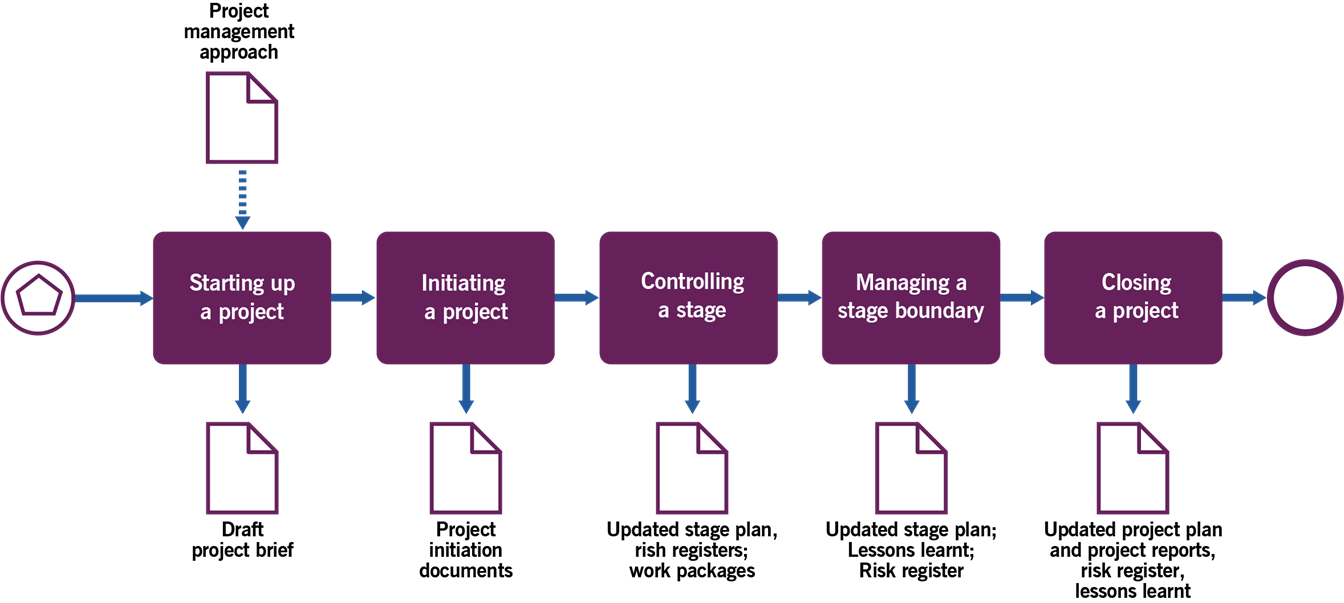 Project
management
approach
Starting up
a project
Initiating
a project
Controlling
a stage
Managing a
stage boundary
Closing
a project
Draft
project brief
Project
initiation
documents
Updated stage plan,
rish registers;
work packages
Updated stage plan;
Lessons learnt;
Risk register
Updated project plan
and project reports,
risk register,
lessons learnt